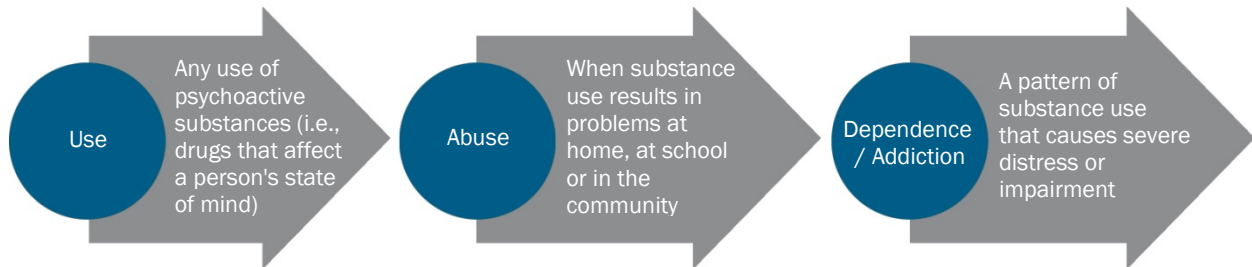 Use
Any use of
psychoactive
substances (i.e.,
drugs that affect
a person's state
of mind)
Abuse
When substance
use results in
problems at
home, at school
or in the
community
Dependence
/ Addiction
A pattern of
substance use
that causes severe
distress or
impairment